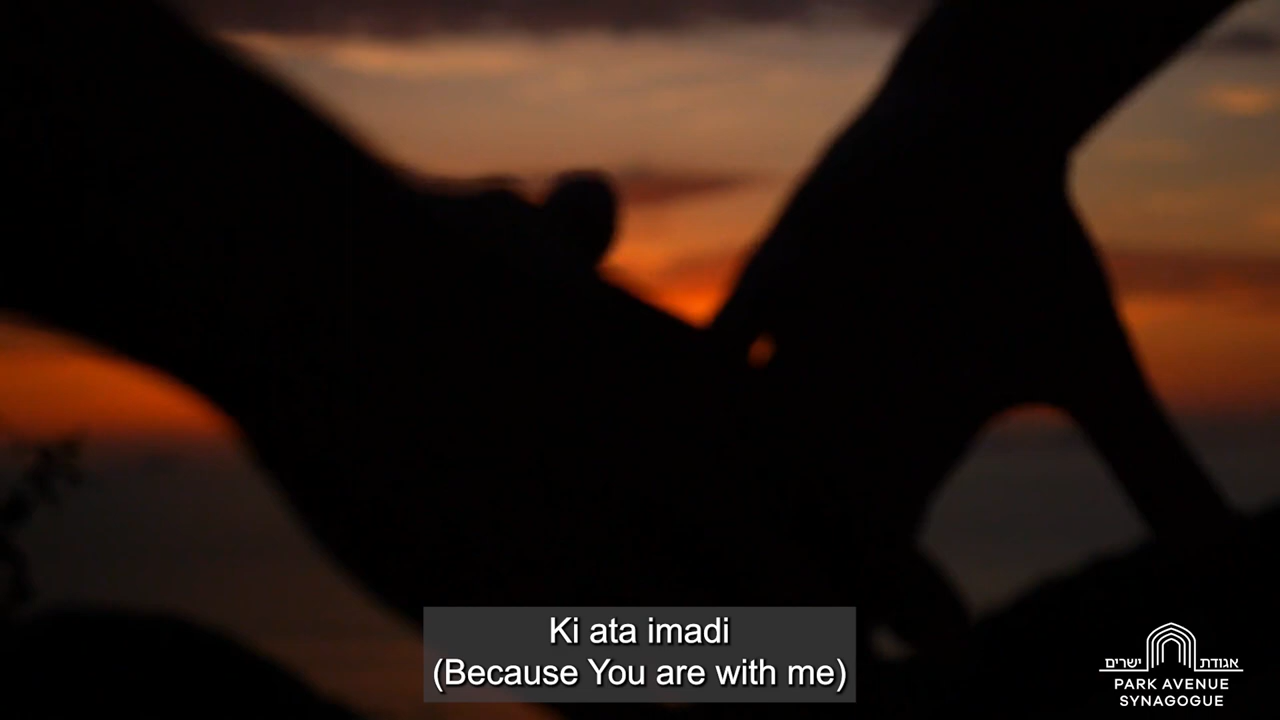 Ki ata imadi
(Because You are with me)
אגודת ישרים
PARK AVENUE
SYNAGOGUE